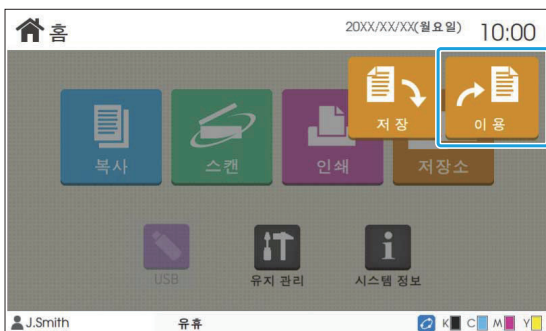 홈
20XX/XX/XX(월요일) 10:00
저장 이용
복사 스캔 인쇄 저장소
USB 유지 관리 시스템 정보
J.Smith 유휴 K C M Y